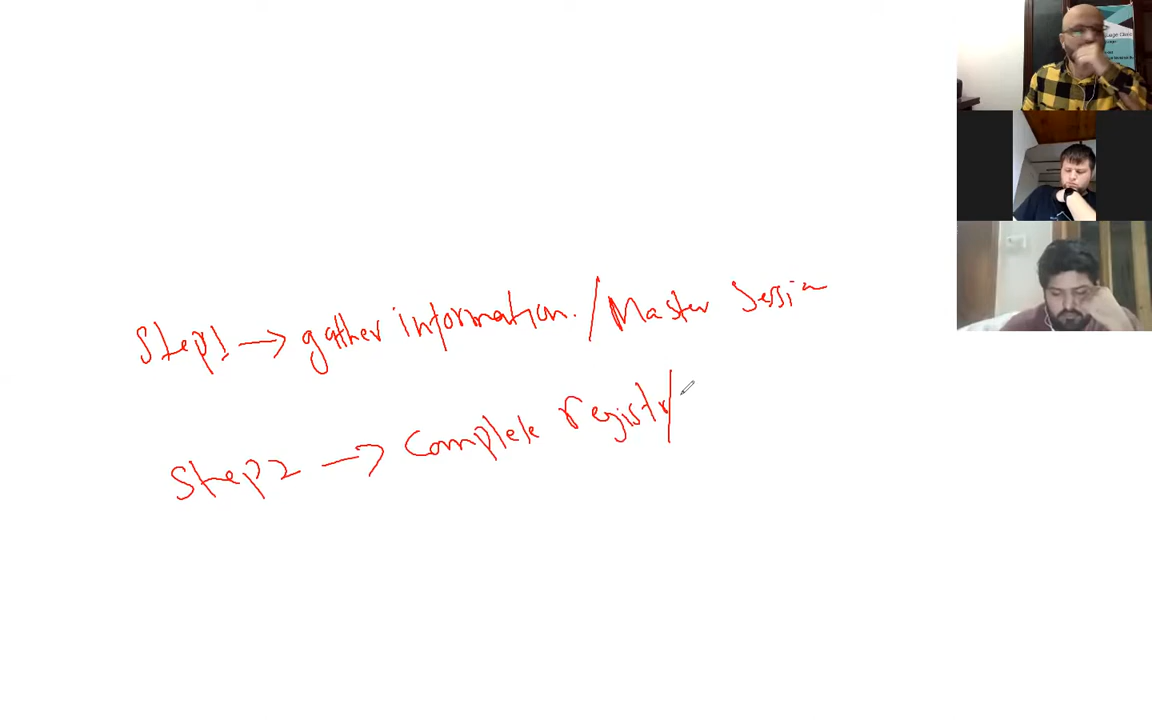 Step1 → gather information. / Master Session
Step2 → Complete registr/